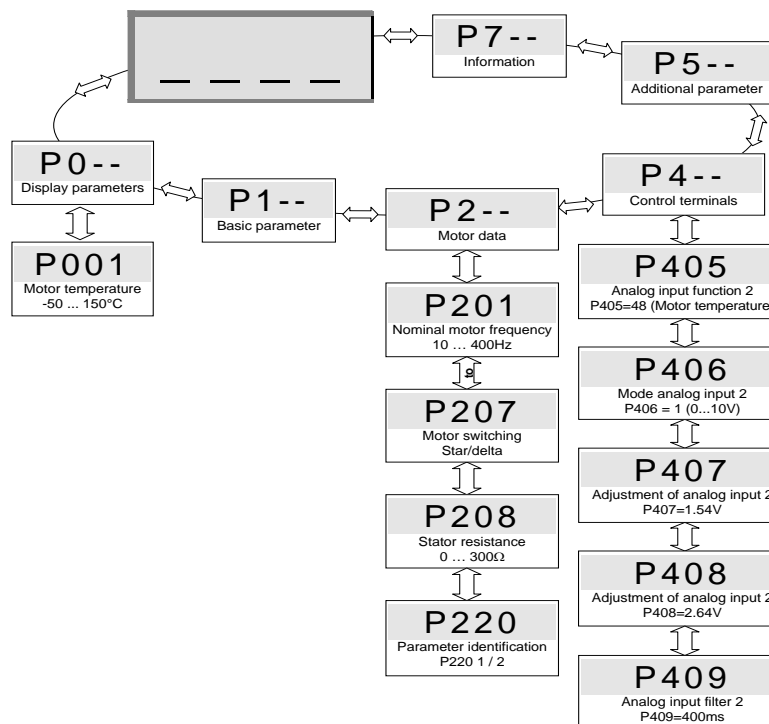 P7--
Information
P5--
Additional parameter
_ _ _ _
P0--
Display parameters
P1--
Basic parameter
P2--
Motor data
P4--
Control terminals
P001
Motor temperature
-50 ... 150°C
P201
Nominal motor frequency
10 ... 400Hz
to
P207
Motor switching
Star/delta
P208
Stator resistance
0 ... 300Ω
P220
Parameter identification
P220 1 / 2
P405
Analog input function 2
P405=48 (Motor temperature
P406
Mode analog input 2
P406 = 1 (0...10V)
P407
Adjustment of analog input 2
P407=1.54V
P408
Adjustment of analog input 2
P408=2.64V
P409
Analog input filter 2
P409=400ms